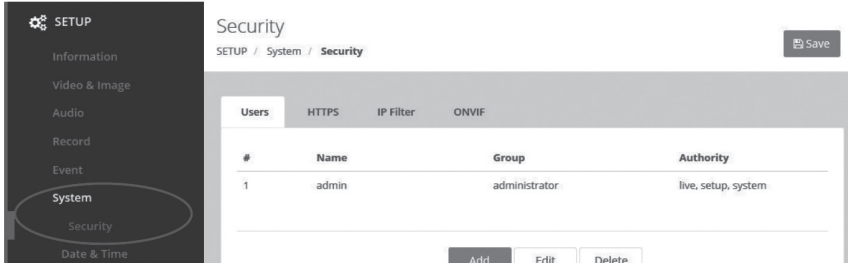 SETUP
Information
Video & Image
Audio
Record
Event
System
Security
Date & Time
Security
SETUP / System / Security
Save
Users HTTPS IP Filter ONVIF
# Name Group Authority
1 admin administrator live, setup, system
Add Edit Delete